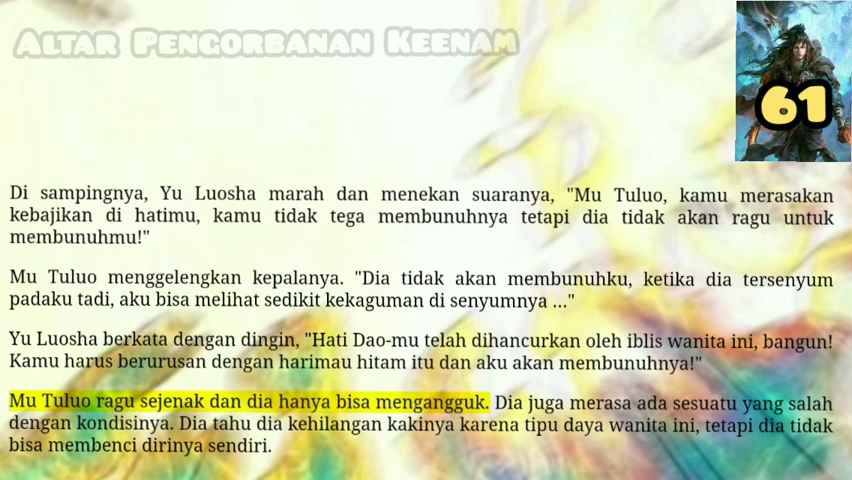 Altar Pengorbanan Keenam
61
Di sampingnya, Yu Luosha marah dan menekan suaranya, "Mu Tuluo, kamu merasakan
kebajikan di hatimu, kamu tidak tega membunuhnya tetapi dia tidak akan ragu untuk
membunuhmu!"
Mu Tuluo menggelengkan kepalanya. "Dia tidak akan membunuhku, ketika dia tersenyum
padaku tadi, aku bisa melihat sedikit kekaguman di senyumnya ..."
Yu Luosha berkata dengan dingin, "Hati Dao-mu telah dihancurkan oleh iblis wanita ini, bangun!
Kamu harus berurusan dengan harimau hitam itu dan aku akan membunuhnya!"
Mu Tuluo ragu sejenak dan dia hanya bisa mengangguk. Dia juga merasa ada sesuatu yang salah
dengan kondisinya. Dia tahu dia kehilangan kakinya karena tipu daya wanita ini, tetapi dia tidak
bisa membenci dirinya sendiri.